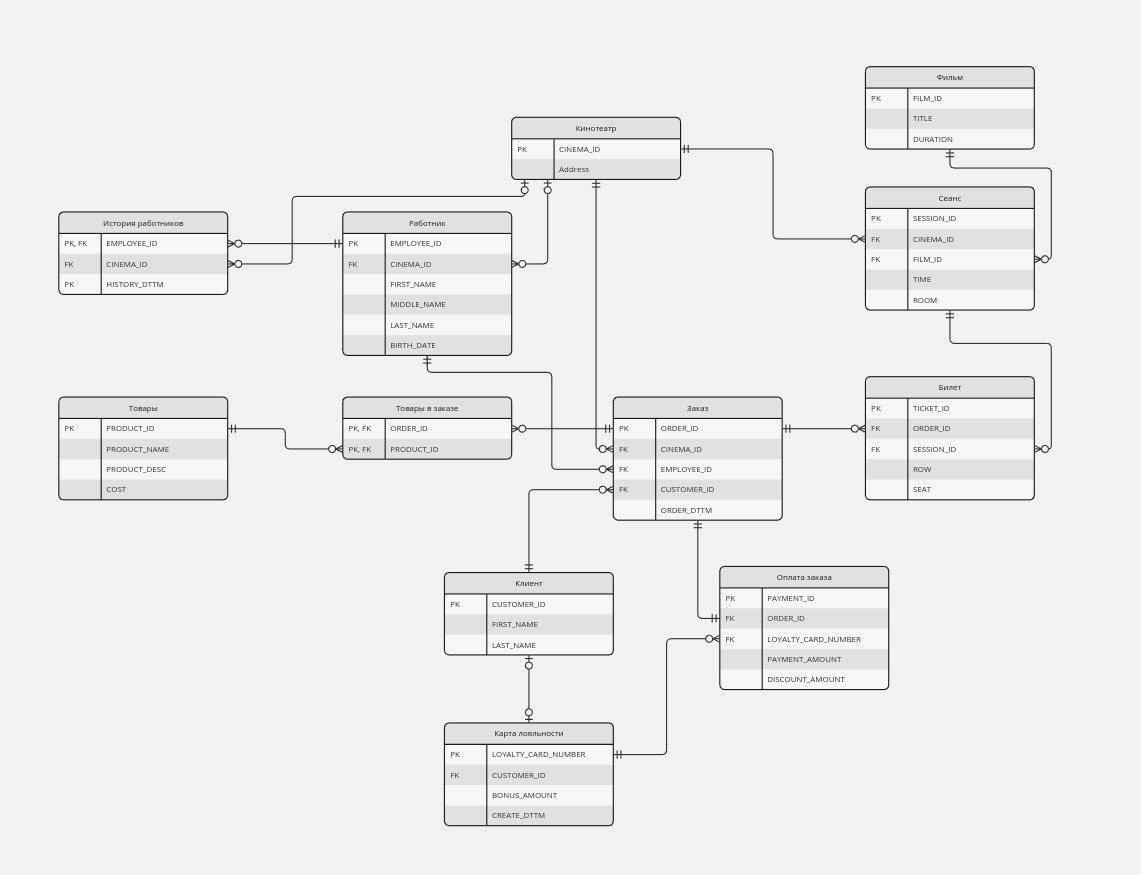 Фильм
PK FILM_ID
TITLE
DURATION
Кинотеатр
PK CINEMA_ID
Address
Сеанс
PK SESSION_ID
FK CINEMA_ID
FK FILM_ID
TIME
ROOM
История работников
PK, FK EMPLOYEE_ID
FK CINEMA_ID
PK HISTORY_DTTM
Работник
PK EMPLOYEE_ID
FK CINEMA_ID
FIRST_NAME
MIDDLE_NAME
LAST_NAME
BIRTH_DATE
Товары
PK PRODUCT_ID
PRODUCT_NAME
PRODUCT_DESC
COST
Товары в заказе
PK, FK ORDER_ID
PK, FK PRODUCT_ID
Заказ
PK ORDER_ID
FK CINEMA_ID
FK EMPLOYEE_ID
FK CUSTOMER_ID
ORDER_DTTM
Билет
PK TICKET_ID
FK ORDER_ID
FK SESSION_ID
ROW
SEAT
Клиент
PK CUSTOMER_ID
FIRST_NAME
LAST_NAME
Оплата заказа
PK PAYMENT_ID
FK ORDER_ID
FK LOYALTY_CARD_NUMBER
PAYMENT_AMOUNT
DISCOUNT_AMOUNT
Карта лояльности
PK LOYALTY_CARD_NUMBER
FK CUSTOMER_ID
BONUS_AMOUNT
CREATE_DTTM